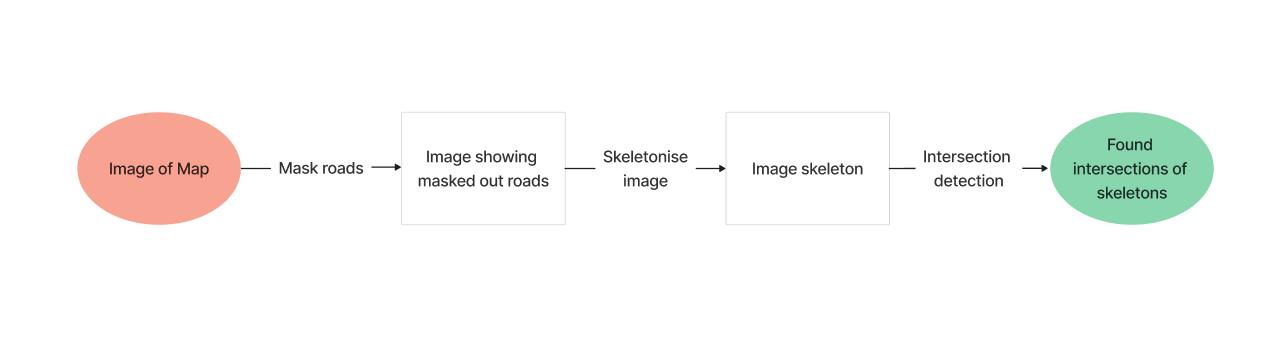 Image of Map
Mask roads
Image showing
masked out roads
Skeletonise
image
Image skeleton
Intersection
detection
Found
intersections of
skeletons